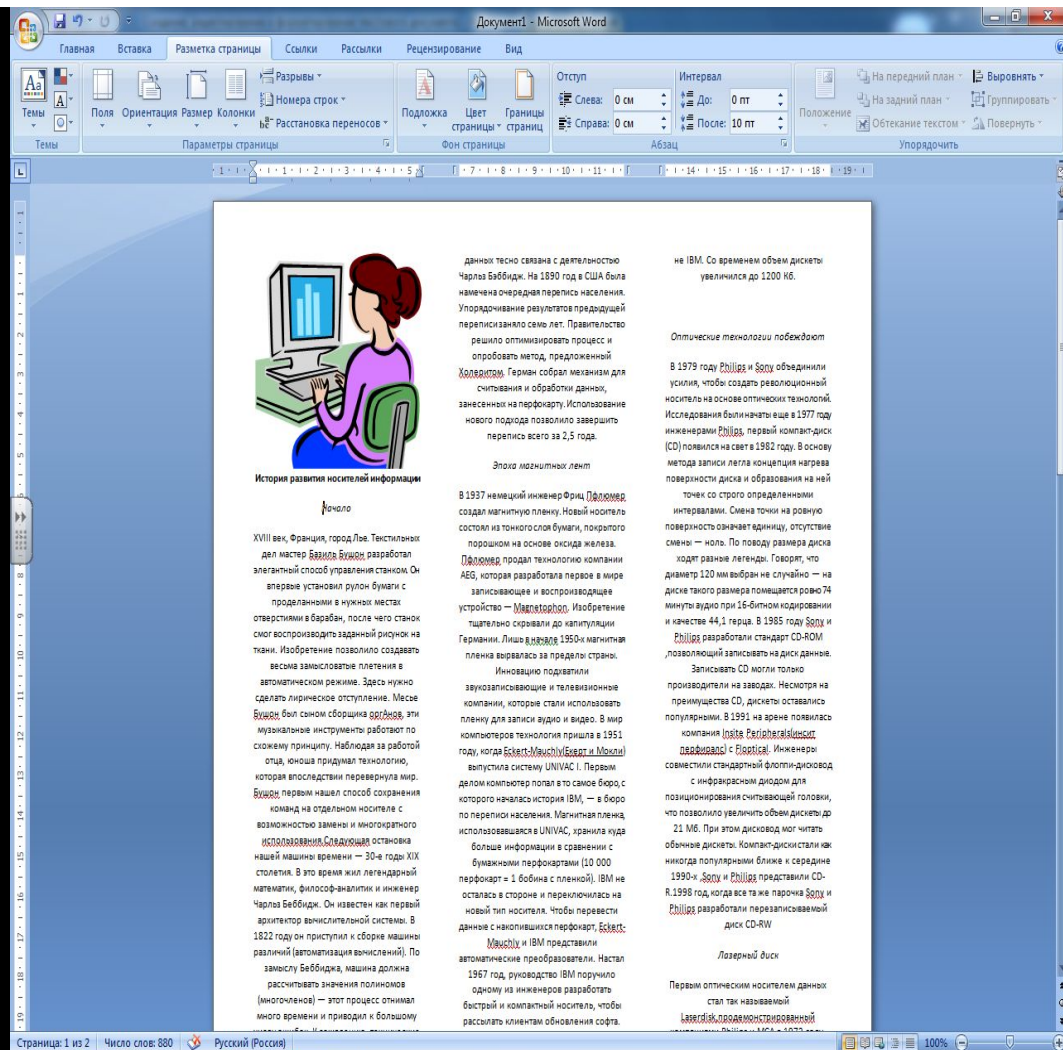 Документ1 - Microsoft Word
Главная Вставка Разметка страницы Ссылки Рассылки Рецензирование Вид
Темы
Поля Ориентация Размер Колонки
Разрывы
Номера строк
Расстановка переносов
Подложка Цвет страницы Границы страниц
Отступ
Слева: 0 см
Справа: 0 см
Интервал
До: 0 пт
После: 10 пт
Положение
На передний план
На задний план
Обтекание текстом
Выровнять
Группировать
Повернуть
Темы Параметры страницы Фон страницы Абзац Упорядочить
История развития носителей информации
Начало
XVIII век, Франция, город Лье. Текстильных
дел мастер Базиль Бушон разработал
элегантный способ управления станком. Он
впервые установил рулон бумаги с
проделанными в нужных местах
отверстиями в барабан, после чего станок
смог воспроизводить заданный рисунок на
ткани. Изобретение позволило создавать
весьма замысловатые плетения в
автоматическом режиме. Здесь нужно
сделать лирическое отступление. Месье
Бушон был сыном сборщика оргАнов, эти
музыкальные инструменты работают по
схожему принципу. Наблюдая за работой
отца, юноша придумал технологию,
которая впоследствии перевернула мир.
Бушон первым нашел способ сохранения
команд на отдельном носителе с
возможностью замены и многократного
использования.Следующая остановка
нашей машины времени — 30-е годы XIX
столетия. В это время жил легендарный
математик, философ-аналитик и инженер
Чарльз Беббидж. Он известен как первый
архитектор вычислительной системы. В
1822 году он приступил к сборке машины
различий (автоматизация вычислений). По
замыслу Беббиджа, машина должна
рассчитывать значения полиномов
(многочленов) — этот процесс отнимал
много времени и приводил к большому
данных тесно связана с деятельностью
Чарльз Бэббидж. На 1890 год в США была
намечена очередная перепись населения.
Упорядочивание результатов предыдущей
переписи заняло семь лет. Правительство
решило оптимизировать процесс и
опробовать метод, предложенный
Холеритом. Герман собрал механизм для
считывания и обработки данных,
занесенных на перфокарту. Использование
нового подхода позволило завершить
перепись всего за 2,5 года.
Эпоха магнитных лент
В 1937 немецкий инженер Фриц Пфлюмер
создал магнитную пленку. Новый носитель
состоял из тонкого слоя бумаги, покрытого
порошком на основе оксида железа.
Пфлюмер продал технологию компании
AEG, которая разработала первое в мире
записывающее и воспроизводящее
устройство — Magnetophon. Изобретение
тщательно скрывали до капитуляции
Германии. Лишь в начале 1950-х магнитная
пленка вырвалась за пределы страны.
Инновацию подхватили
звукозаписывающие и телевизионные
компании, которые стали использовать
пленку для записи аудио и видео. В мир
компьютеров технология пришла в 1951
году, когда Eckert-Mauchly(Екерт и Мокли)
выпустила систему UNIVAC I. Первым
делом компьютер попал в то самое бюро, с
которого началась история IBM, — в бюро
по переписи населения. Магнитная пленка,
использовавшаяся в UNIVAC, хранила куда
больше информации в сравнении с
бумажными перфокартами (10 000
перфокарт = 1 бобина с пленкой). IBM не
осталась в стороне и переключилась на
новый тип носителя. Чтобы перевести
данные с накопившихся перфокарт, Eckert-
Mauchly и IBM представили
автоматические преобразователи. Настал
1967 год, руководство IBM поручило
одному из инженеров разработать
быстрый и компактный носитель, чтобы
рассылать клиентам обновления софта.
не IBM. Со временем объем дискеты
увеличился до 1200 Кб.
Оптические технологии побеждают
В 1979 году Philips и Sony объединили
усилия, чтобы создать революционный
носитель на основе оптических технологий.
Исследования были начаты еще в 1977 году
инженерами Philips, первый компакт-диск
(CD) появился на свет в 1982 году. В основу
метода записи легла концепция нагрева
поверхности диска и образования на ней
точек со строго определенными
интервалами. Смена точки на ровную
поверхность означает единицу, отсутствие
смены — ноль. По поводу размера диска
ходят разные легенды. Говорят, что
диаметр 120 мм выбран не случайно — на
диске такого размера помещается ровно 74
минуты аудио при 16-битном кодировании
и качестве 44,1 герца. В 1985 году Sony и
Philips разработали стандарт CD-ROM
,позволяющий записывать на диск данные.
Записывать CD могли только
производители на заводах. Несмотря на
преимущества CD, дискеты оставались
популярными. В 1991 на арене появилась
компания Insite Peripherals(инсит
перфиралс) с Floptical. Инженеры
совместили стандартный флоппи-дисковод
с инфракрасным диодом для
позиционирования считывающей головки,
что позволило увеличить объем дискеты до
21 Мб. При этом дисковод мог читать
обычные дискеты. Компакт-диски стали как
никогда популярными ближе к середине
1990-х ,Sony и Philips представили CD-
R.1998 год, когда все та же парочка Sony и
Philips разработали перезаписываемый
диск CD-RW
Лазерный диск
Первым оптическим носителем данных
стал так называемый
Laserdisk,продемонстрированный
Страница: 1 из 2 Число слов: 880 Русский (Россия) 100%